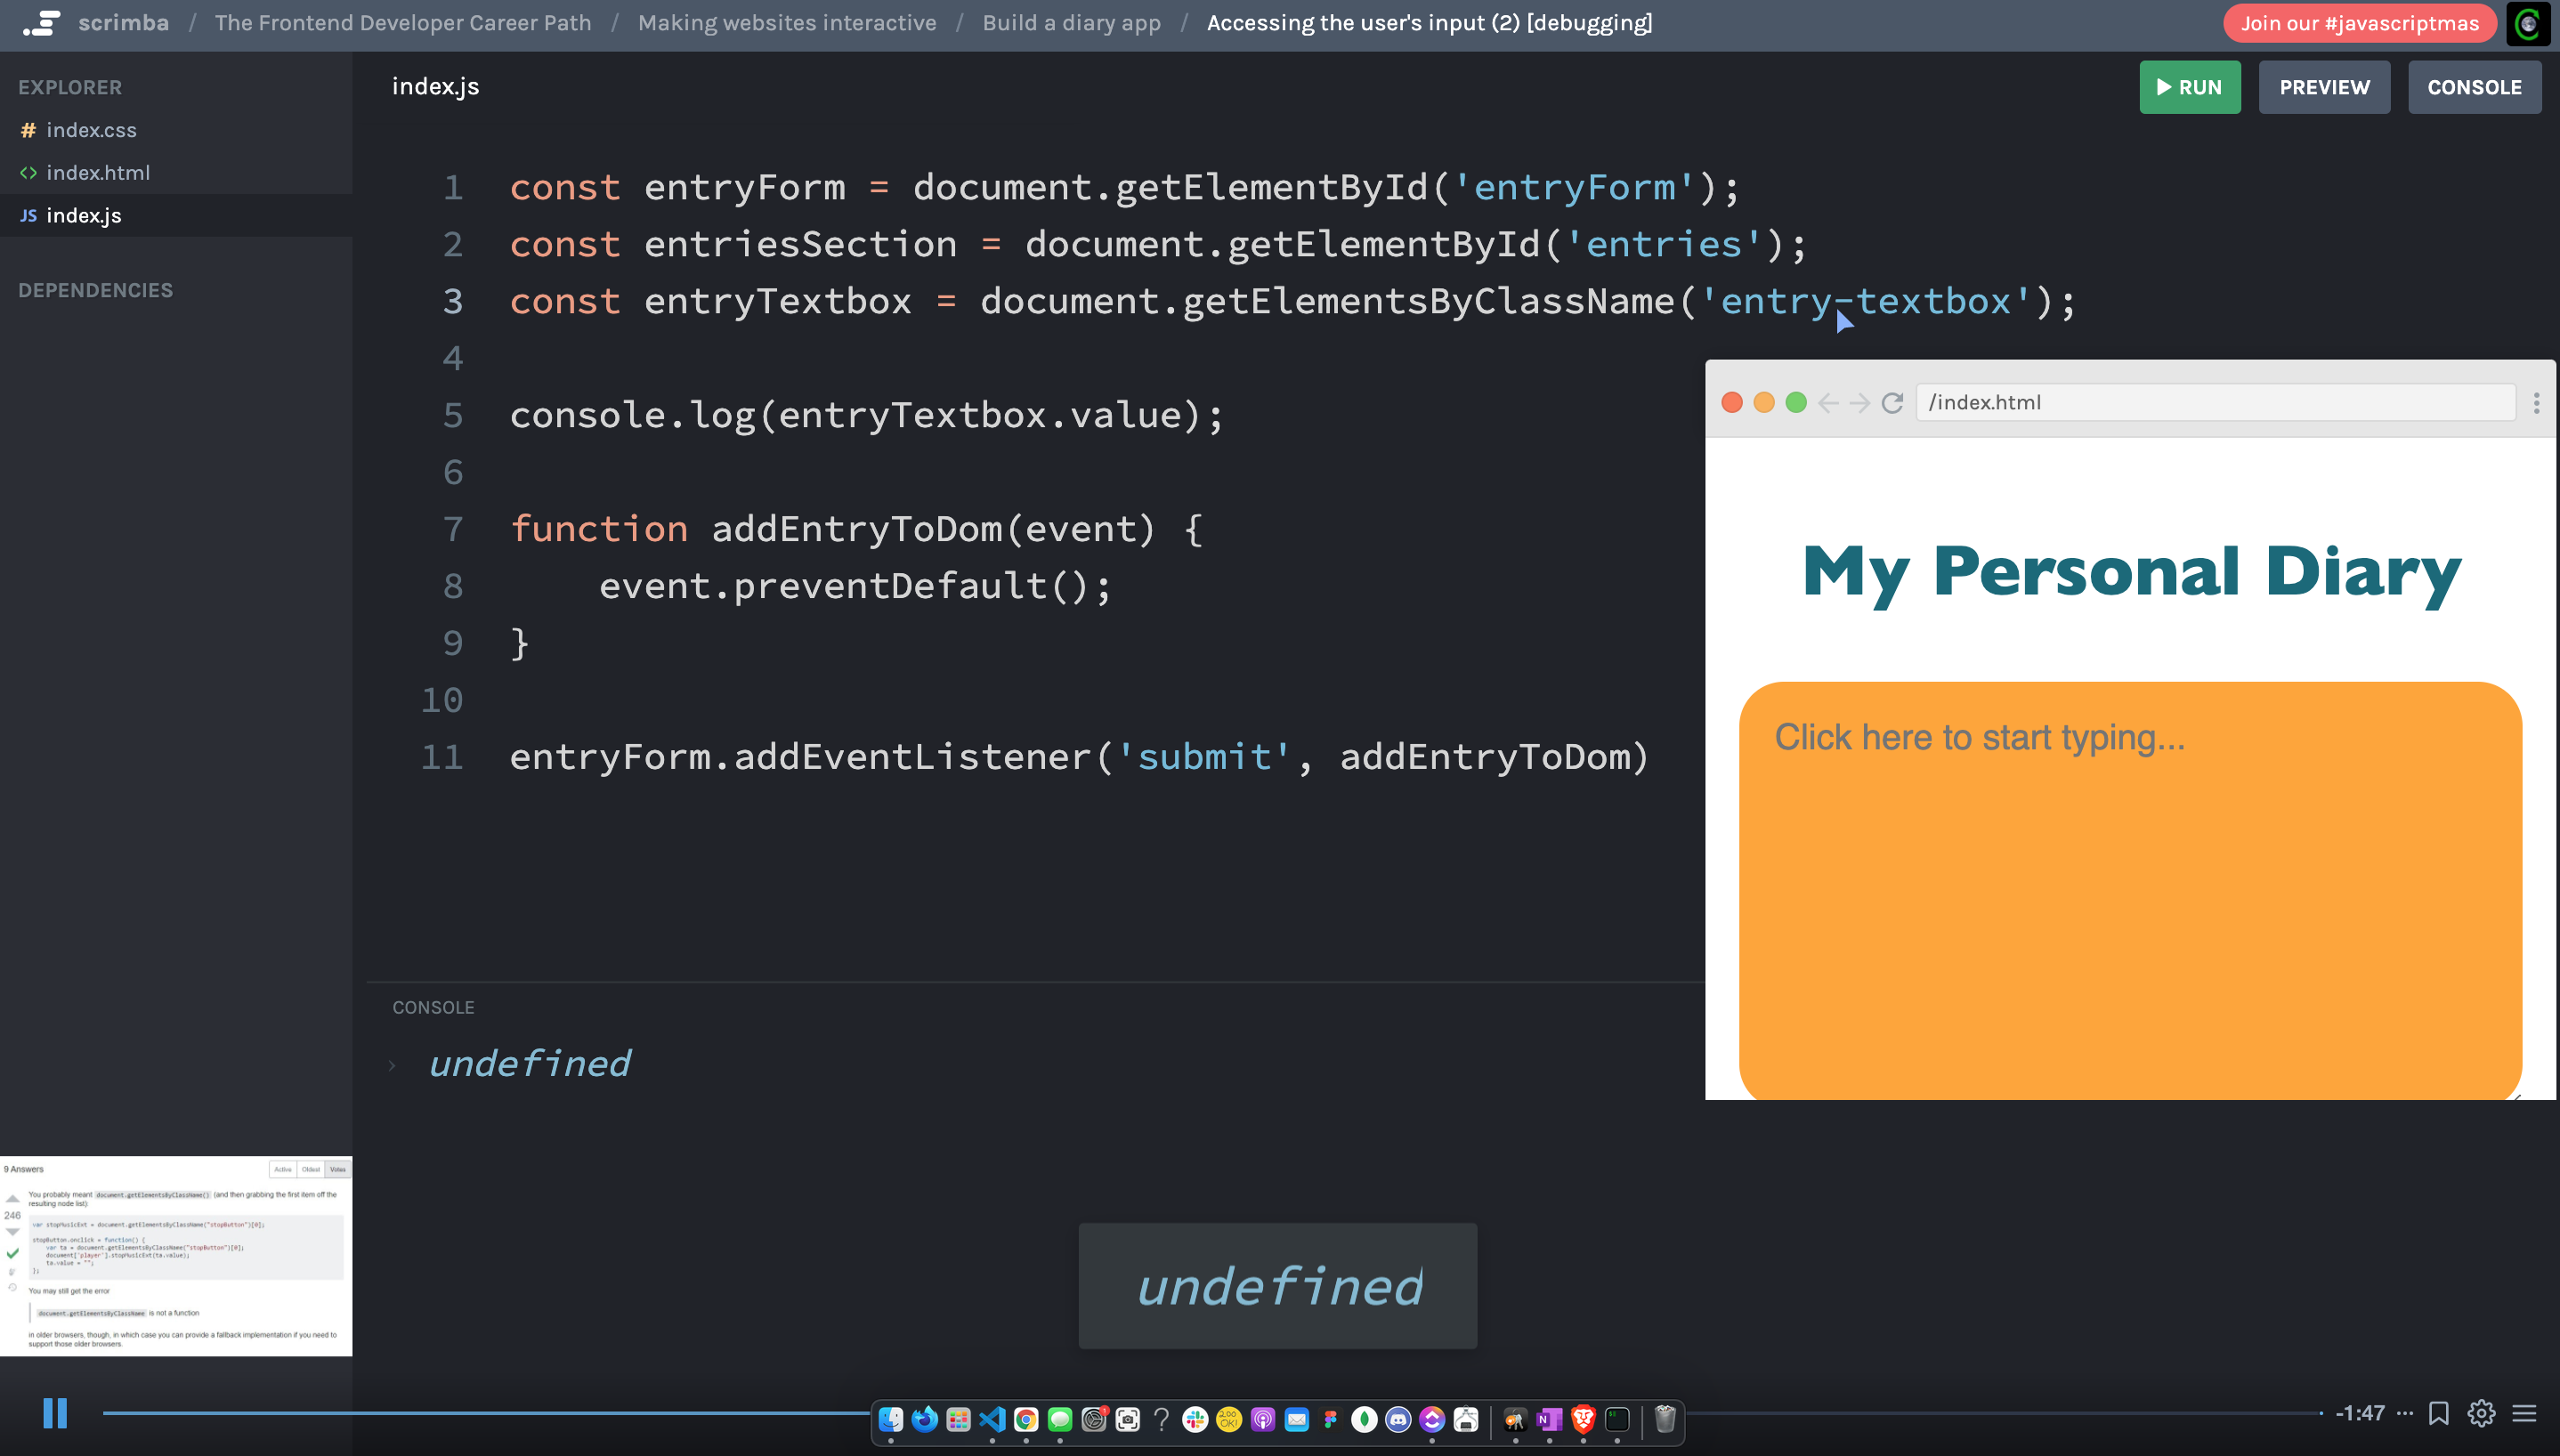 scrimba / The Frontend Developer Career Path / Making websites interactive / Build a diary app / Accessing the user's input (2) [debugging]
Join our #javascriptmas
EXPLORER
# index.css
<> index.html
JS index.js
DEPENDENCIES
index.js
RUN
PREVIEW
CONSOLE
1 const entryForm = document.getElementById('entryForm');
2 const entriesSection = document.getElementById('entries');
3 const entryTextbox = document.getElementsByClassName('entry-textbox');
4
5 console.log(entryTextbox.value);
6
7 function addEntryToDom(event) {
8 event.preventDefault();
9 }
10
11 entryForm.addEventListener('submit', addEntryToDom)
/index.html
My Personal Diary
Click here to start typing...
CONSOLE
› undefined
9 Answers
Active Oldest Votes
246
You probably meant document.getElementsByClassName() (and then grabbing the first item off the
resulting node list)
var stopMusicExt = document.getElementsByClassName("stopButton")[0];
stopButton.onclick = function() {
var ta = document.getElementsByClassName("stopButton")[0];
document['player'].stopMusicExt(ta.value);
ta.value = "";
};
You may still get the error
document.getElementsByClassName is not a function
in older browsers, though, in which case you can provide a fallback implementation if you need to
support those older browsers.
undefined
-1:47